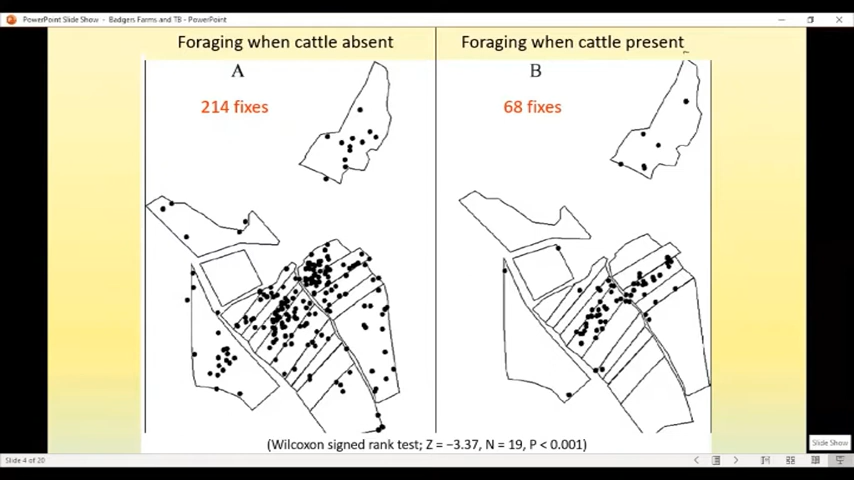 PowerPoint Slide Show - Badgers Farms and TB - PowerPoint
Foraging when cattle absent
Foraging when cattle present
A
B
214 fixes
68 fixes
(Wilcoxon signed rank test; Z = −3.37, N = 19, P < 0.001)
Slide Show
Slide 4 of 20